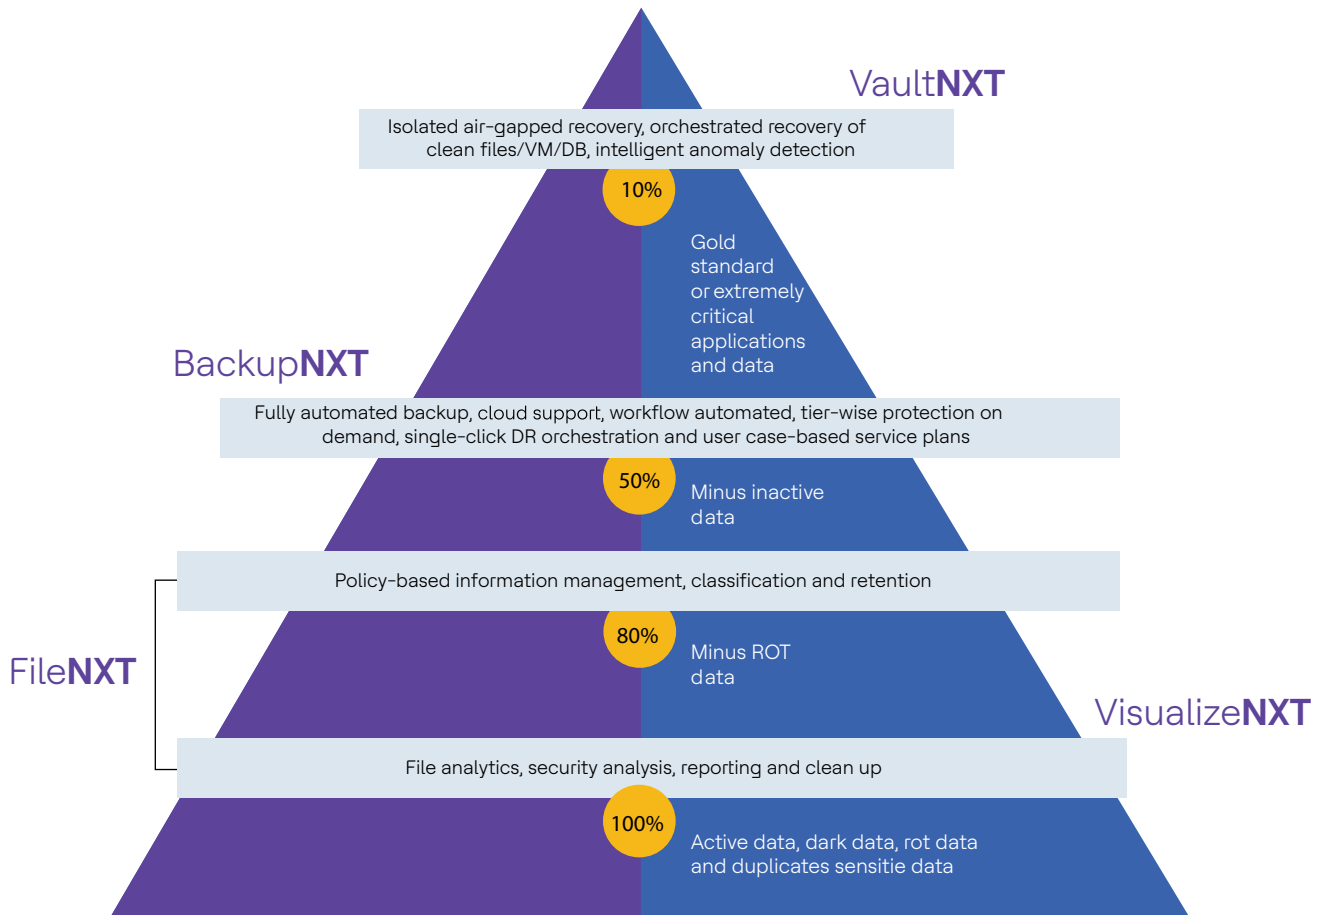 VaultNXT
Isolated air-gapped recovery, orchestrated recovery of
clean files/VM/DB, intelligent anomaly detection
10%
Gold
standard
or extremely
critical
applications
and data
BackupNXT
Fully automated backup, cloud support, workflow automated, tier-wise protection on
demand, single-click DR orchestration and user case-based service plans
50%
Minus inactive
data
Policy-based information management, classification and retention
80%
Minus ROT
data
FileNXT
VisualizeNXT
File analytics, security analysis, reporting and clean up
100%
Active data, dark data, rot data
and duplicates sensitie data